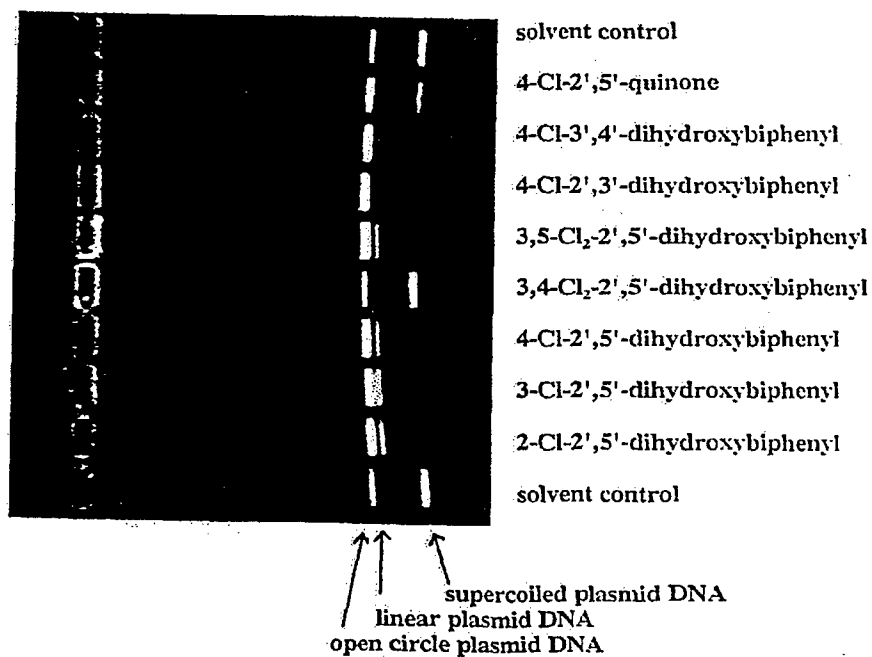 solvent control
4-Cl-2',5'-quinone
4-Cl-3',4'-dihydroxybiphenyl
4-Cl-2',3'-dihydroxybiphenyl
3,5-Cl₂-2',5'-dihydroxybiphenyl
3,4-Cl₂-2',5'-dihydroxybiphenyl
4-Cl-2',5'-dihydroxybiphenyl
3-Cl-2',5'-dihydroxybiphenyl
2-Cl-2',5'-dihydroxybiphenyl
solvent control
supercoiled plasmid DNA
linear plasmid DNA
open circle plasmid DNA